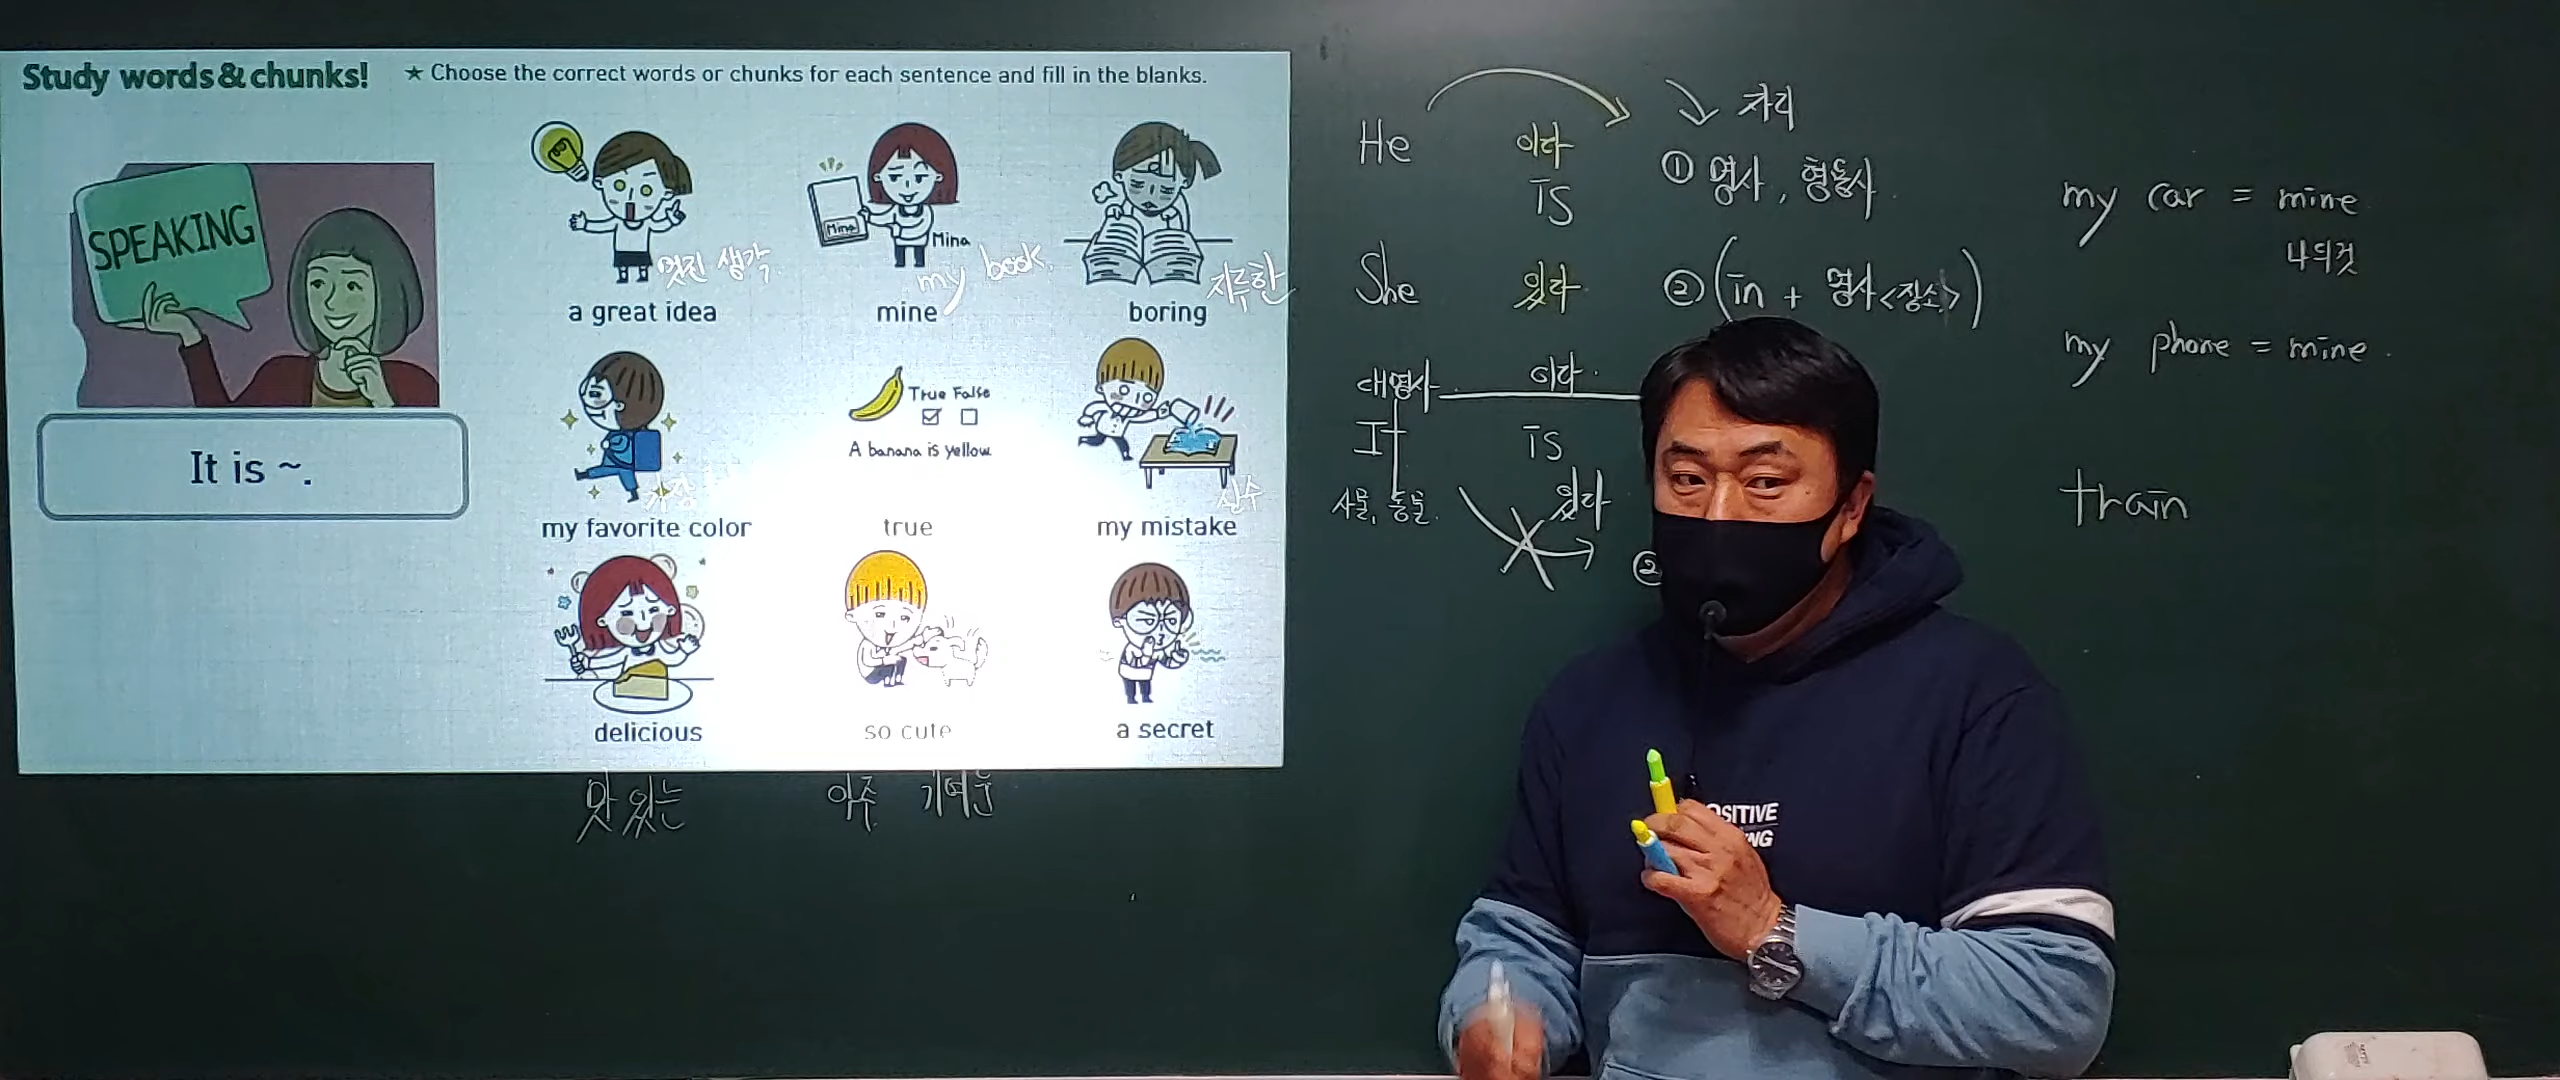 Study words & chunks!
★ Choose the correct words or chunks for each sentence and fill in the blanks.
SPEAKING
It is ~.
Mina
Mina
멋진 생각.
my book.
지루한
a great idea
mine
boring
True False
A banana is yellow.
가장
실수
my favorite color
true
my mistake
delicious
so cute
a secret
맛있는
아주 귀여운
자리
He 이다 ① 명사, 형용사.
is
She 있다 ② (in + 명사<장소>)
대명사 이다.
It is
사물, 동물. 있다
②
my car = mine
나의것
my phone = mine.
train
OSITIVE
NG